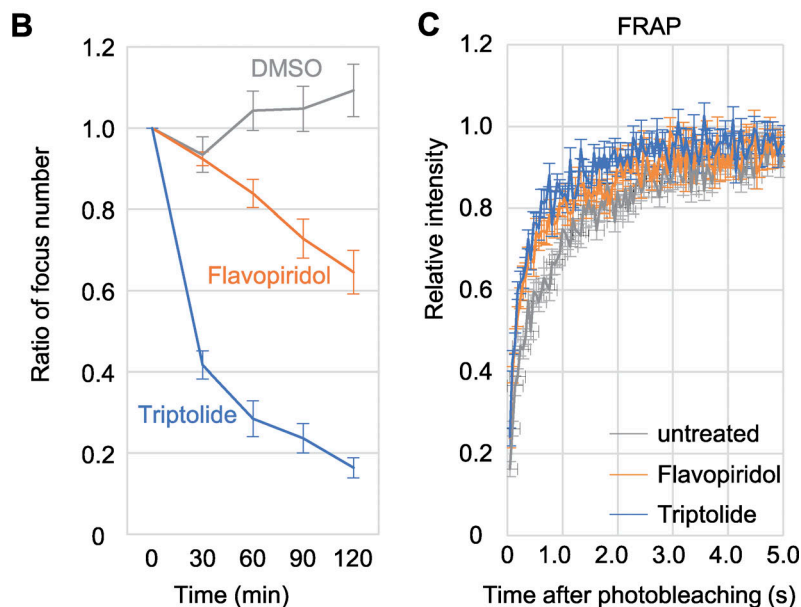 B
1.2
1.0
0.8
0.6
0.4
0.2
0
Ratio of focus number
DMSO
Flavopiridol
Triptolide
0 30 60 90 120
Time (min)
C
FRAP
1.2
1.0
0.8
0.6
0.4
0.2
0
Relative intensity
untreated
Flavopiridol
Triptolide
0 1.0 2.0 3.0 4.0 5.0
Time after photobleaching (s)